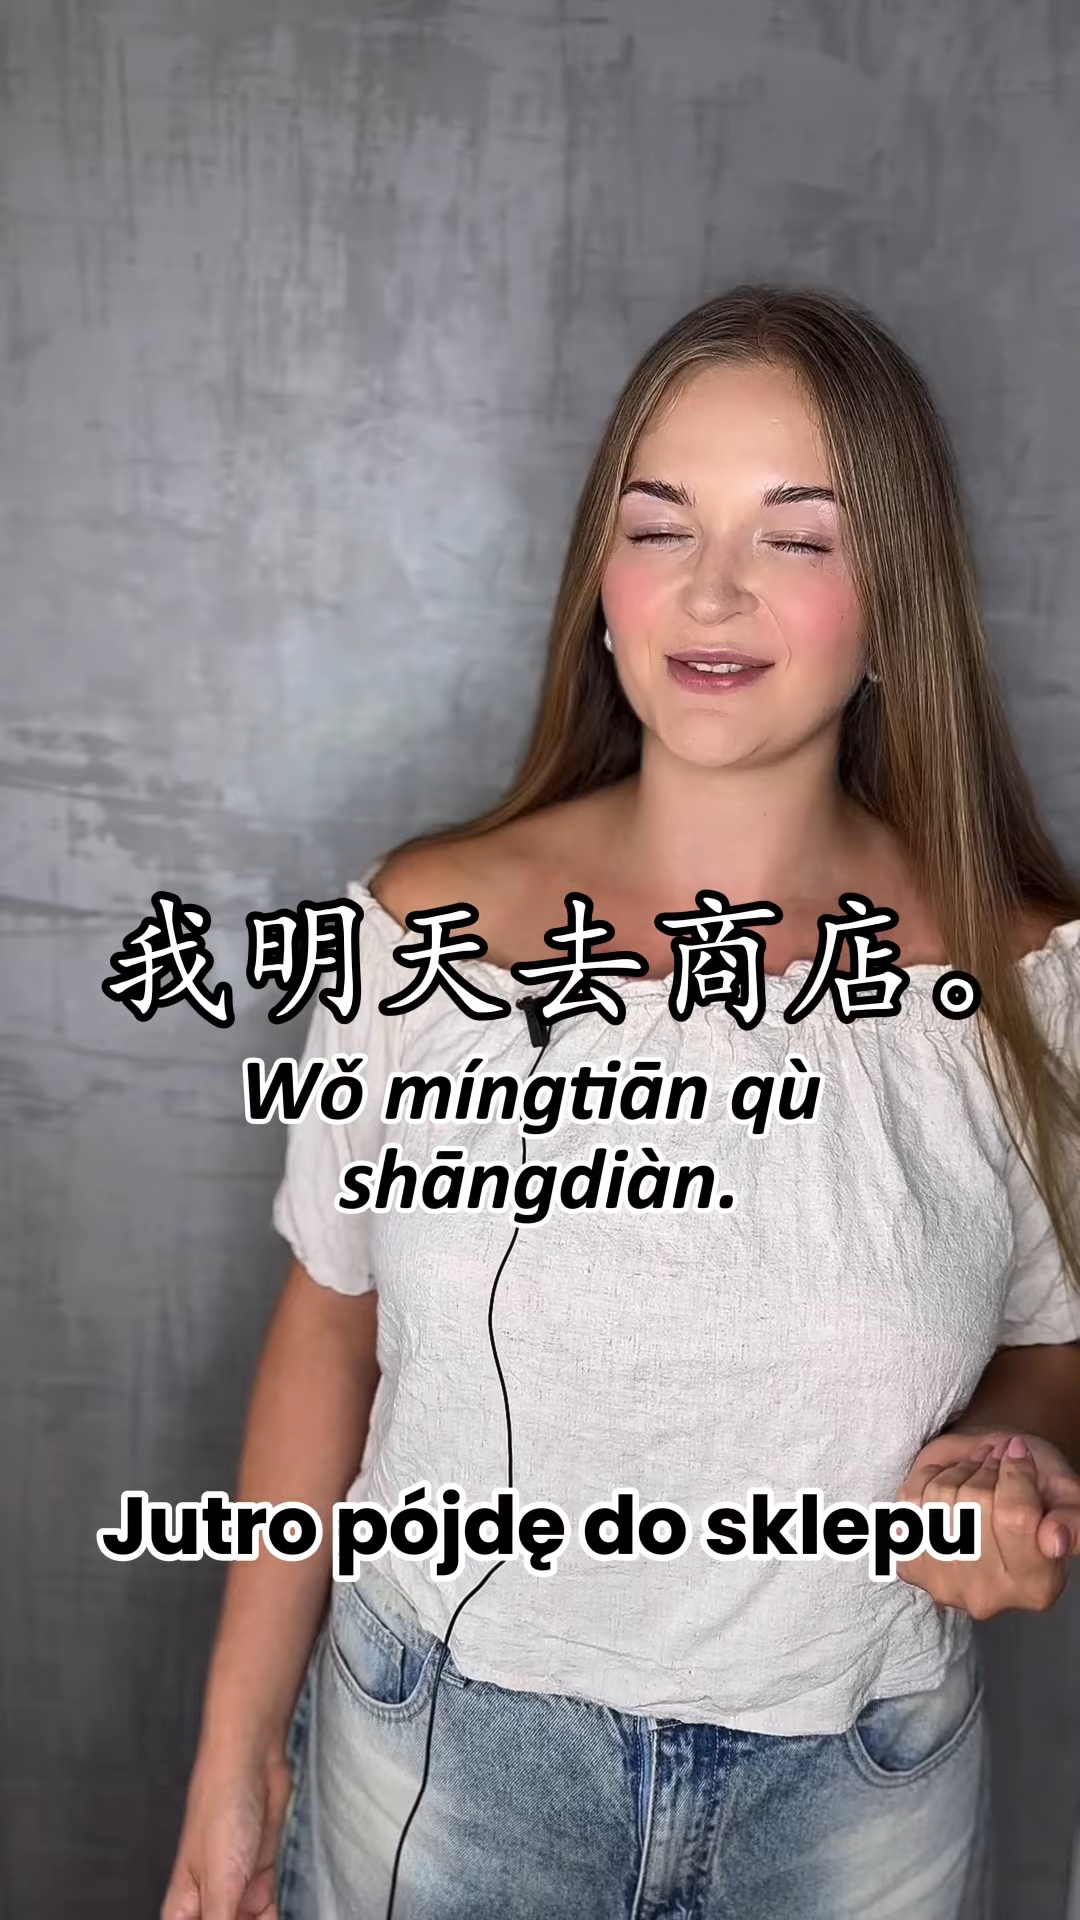 我明天去商店。
Wǒ míngtiān qù
shāngdiàn.
Jutro pójdę do sklepu